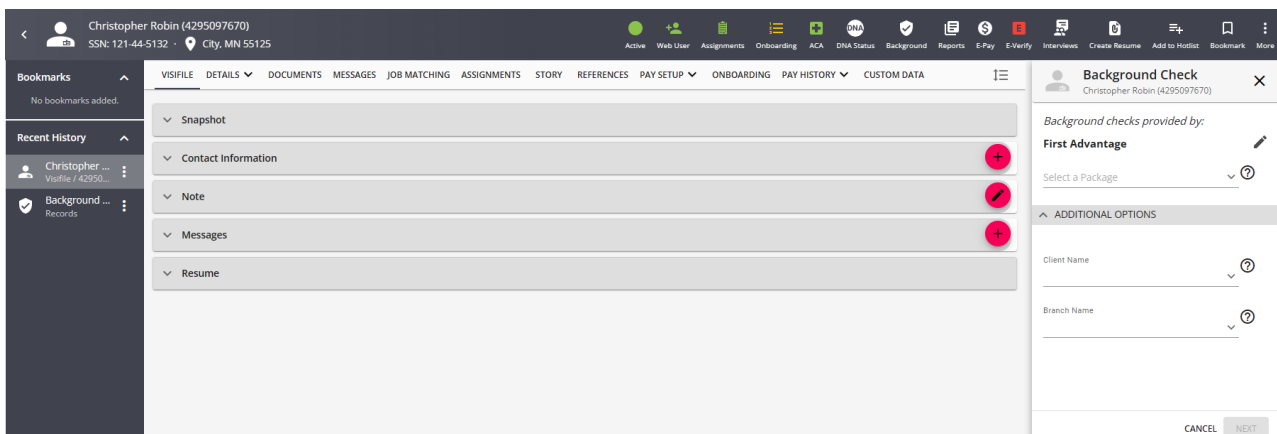 Christopher Robin (4295097670)
SSN: 121-44-5132 · City, MN 55125
Active Web User Assignments Onboarding ACA DNA DNA Status Background Reports E-Pay E E-Verify Interviews Create Resume Add to Hotlist Bookmark More
Bookmarks
No bookmarks added.
Recent History
Christopher ...
Visifile / 42950...
Background ...
Records
VISIFILE DETAILS DOCUMENTS MESSAGES JOB MATCHING ASSIGNMENTS STORY REFERENCES PAY SETUP ONBOARDING PAY HISTORY CUSTOM DATA
Snapshot
Contact Information
Note
Messages
Resume
Background Check
Christopher Robin (4295097670)
Background checks provided by:
First Advantage
Select a Package
ADDITIONAL OPTIONS
Client Name
Branch Name
CANCEL NEXT